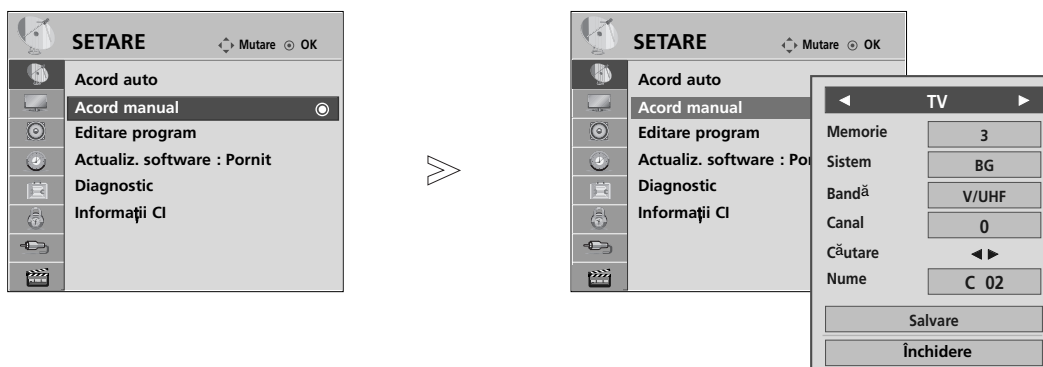 SETARE Mutare OK
Acord auto
Acord manual
Editare program
Actualiz. software : Pornit
Diagnostic
Informaţii CI
SETARE Mutare OK
Acord auto
Acord manual
Editare program
Actualiz. software : Por
Diagnostic
Informaţii CI
◄ TV ►
Memorie 3
Sistem BG
Bandă V/UHF
Canal 0
Căutare ◄ ►
Nume C 02
Salvare
Închidere